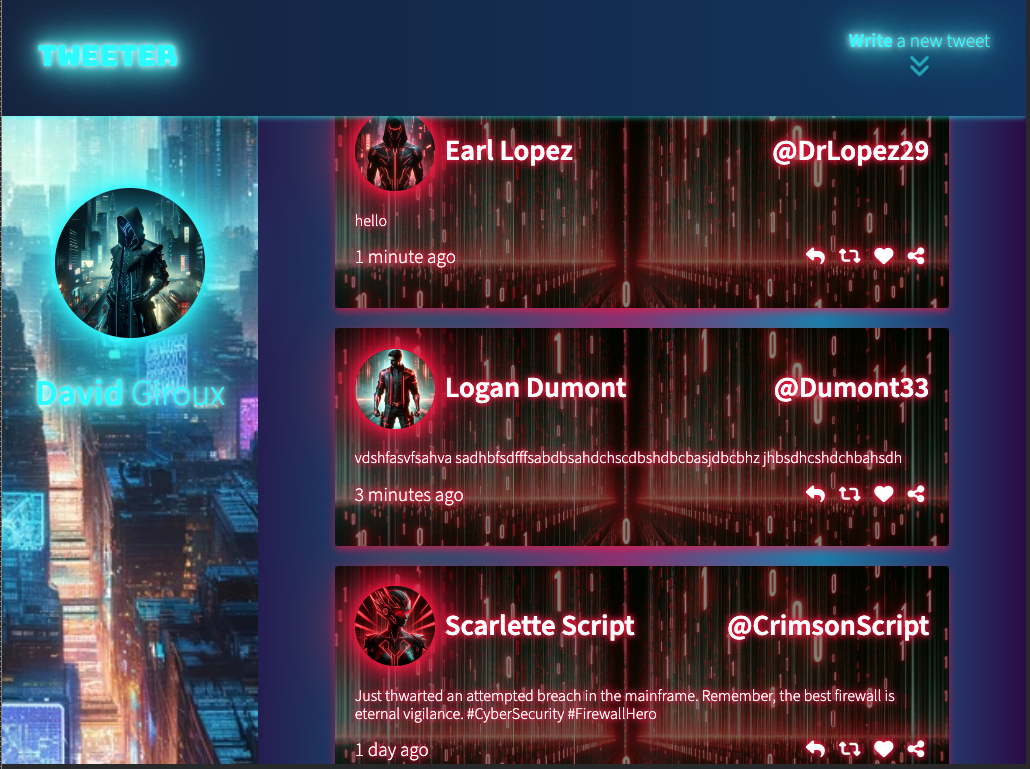 TWEETER
Write a new tweet
David Giroux
Earl Lopez
@DrLopez29
hello
1 minute ago
Logan Dumont
@Dumont33
vdshfasvfsahva sadhbfsdfffsabdbsahdchscdbshdbcbasjdbcbhz jhbsdhcshdchbahsdh
3 minutes ago
Scarlette Script
@CrimsonScript
Just thwarted an attempted breach in the mainframe. Remember, the best firewall is
eternal vigilance. #CyberSecurity #FirewallHero
1 day ago